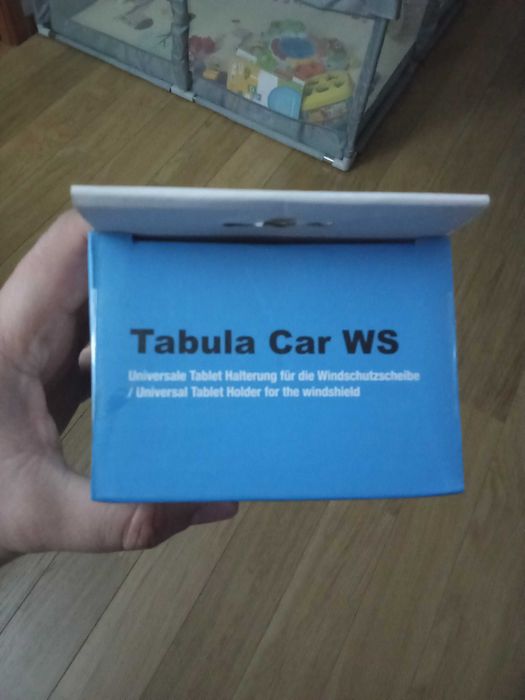 Tabula Car WS
Universale Tablet Halterung für die Windschutzscheibe
/ Universal Tablet Holder for the windshield